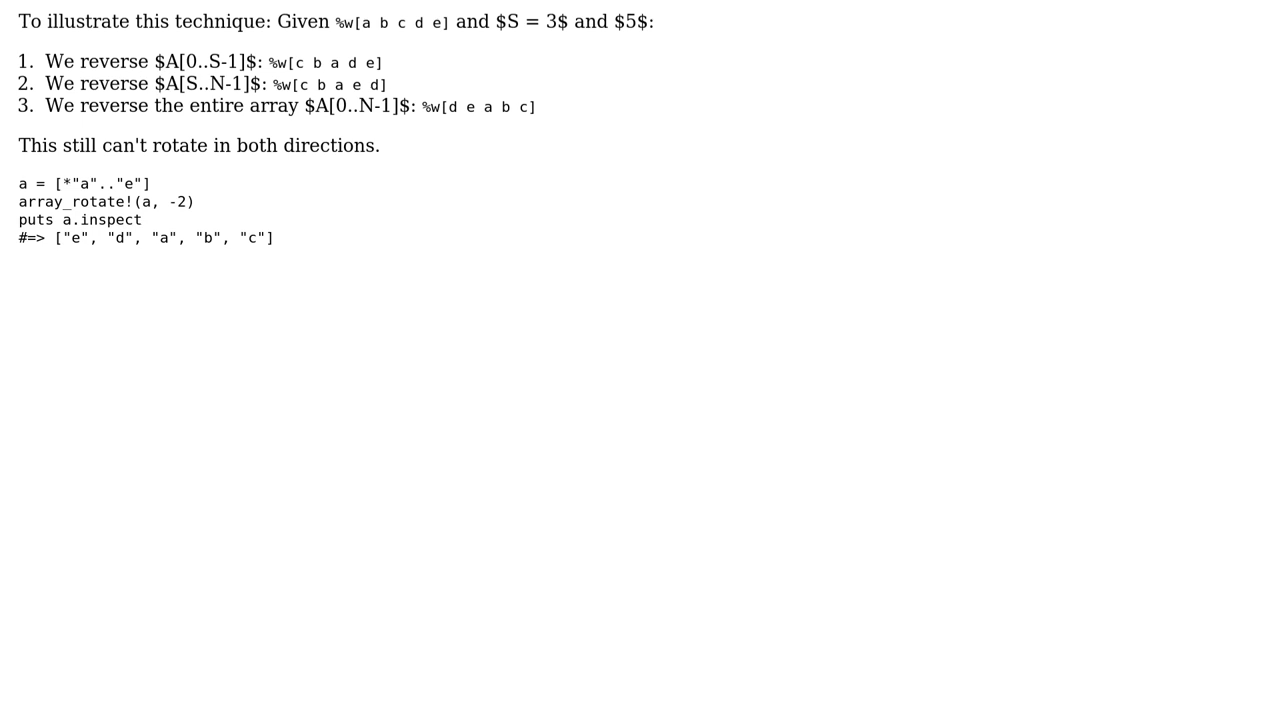 To illustrate this technique: Given %w[a b c d e] and $S = 3$ and $5$:
1. We reverse $A[0..S-1]$: %w[c b a d e]
2. We reverse $A[S..N-1]$: %w[c b a e d]
3. We reverse the entire array $A[0..N-1]$: %w[d e a b c]
This still can't rotate in both directions.
a = [*"a".."e"]
array_rotate!(a, -2)
puts a.inspect
#=> ["e", "d", "a", "b", "c"]